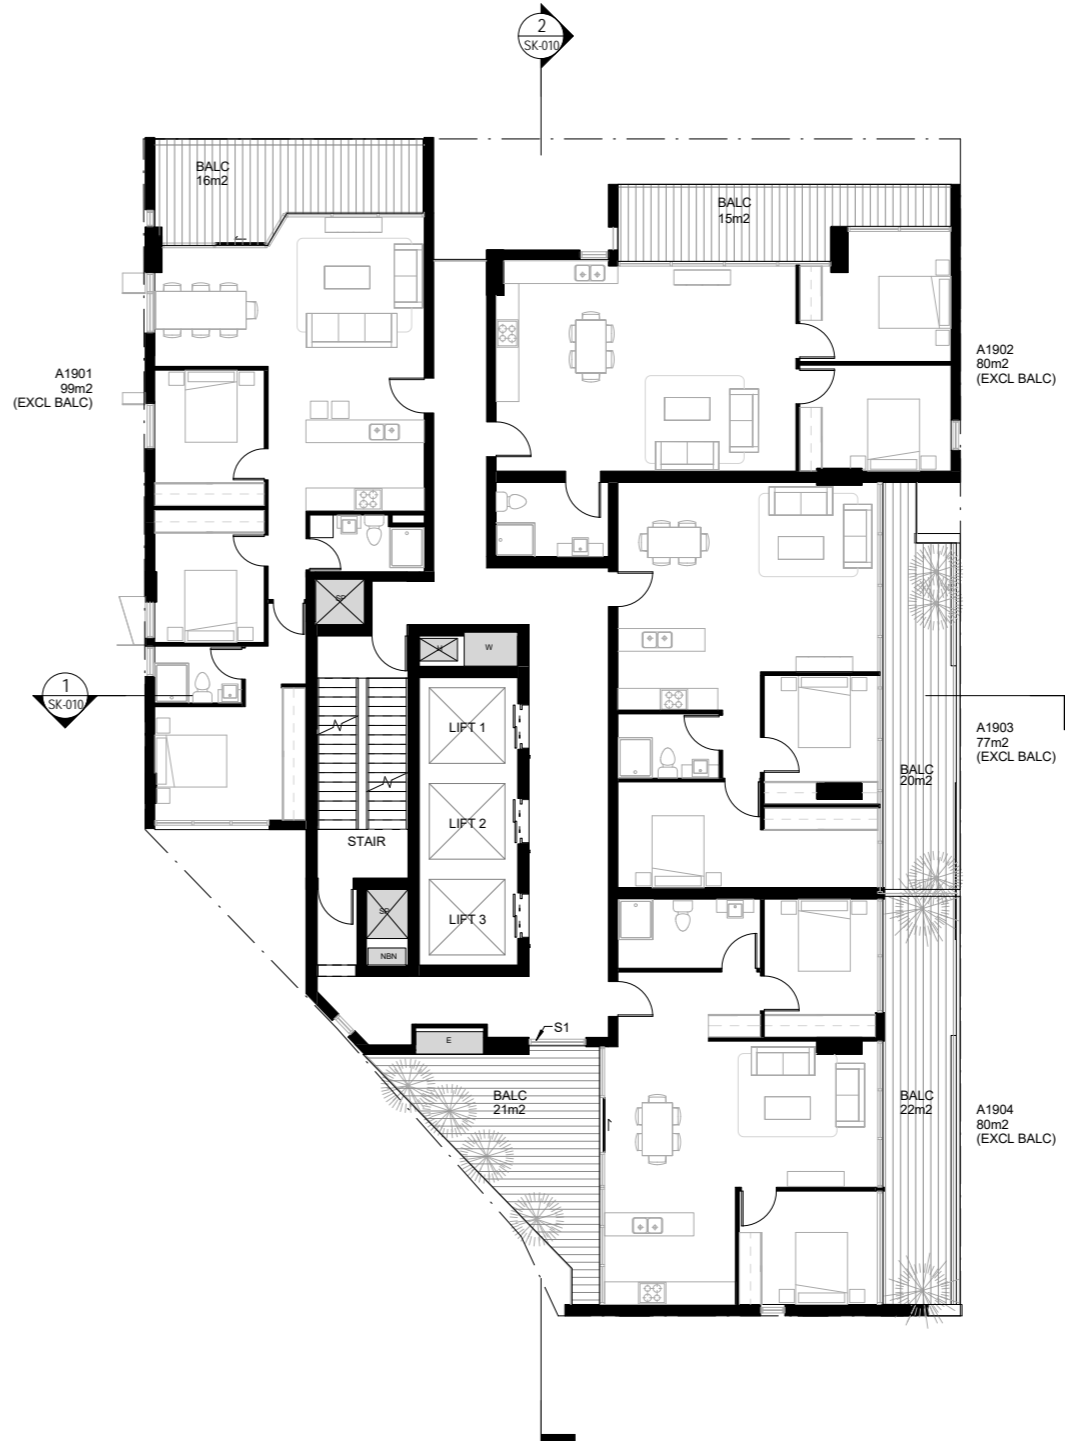 2
SK-010
BALC
16m2
BALC
15m2
A1901
99m2
(EXCL BALC)
A1902
80m2
(EXCL BALC)
SP
W
1
SK-010
LIFT 1
A1903
77m2
(EXCL BALC)
BALC
20m2
LIFT 2
STAIR
LIFT 3
SP
NBN
S1
E
BALC
21m2
BALC
22m2
A1904
80m2
(EXCL BALC)